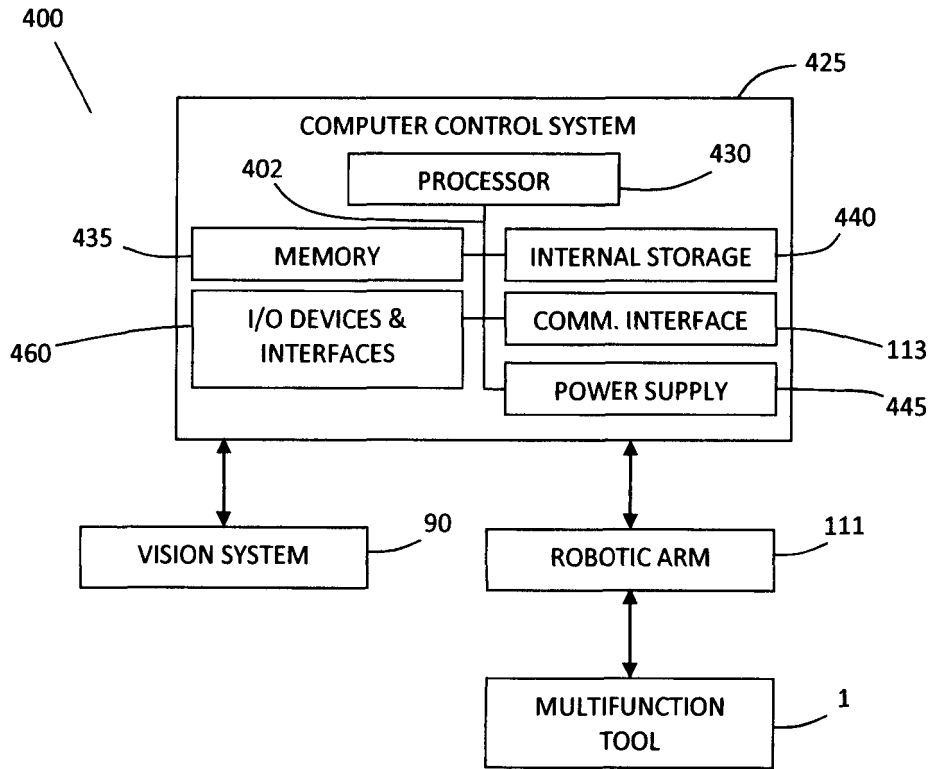 400
425
COMPUTER CONTROL SYSTEM
402
PROCESSOR
430
435
MEMORY
INTERNAL STORAGE
440
I/O DEVICES &
INTERFACES
COMM. INTERFACE
460
113
POWER SUPPLY
445
VISION SYSTEM
90
ROBOTIC ARM
111
MULTIFUNCTION
TOOL
1